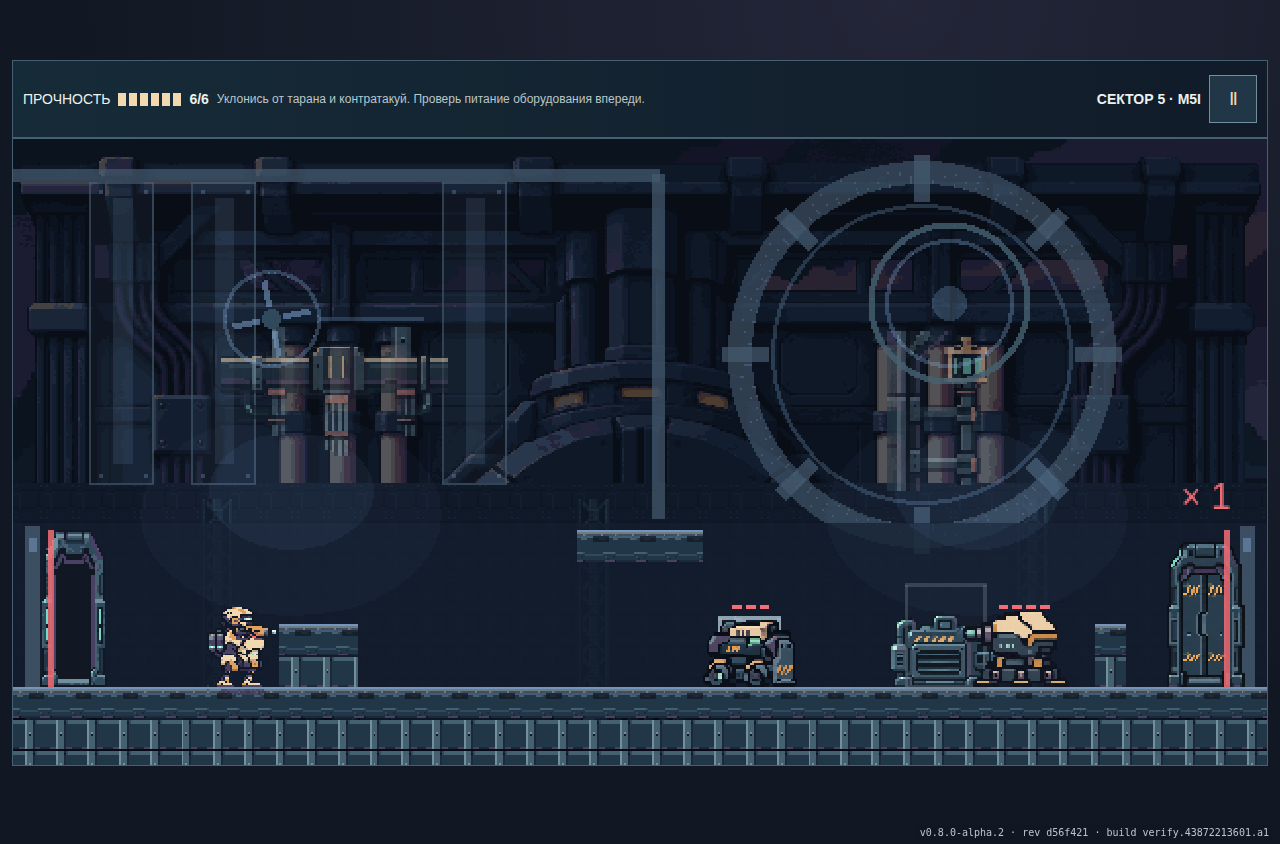 ПРОЧНОСТЬ 6/6 Уклонись от тарана и контратакуй. Проверь питание оборудования впереди.
СЕКТОР 5 · M5I
× 1
v0.8.0-alpha.2 · rev d56f421 · build verify.43872213601.a1